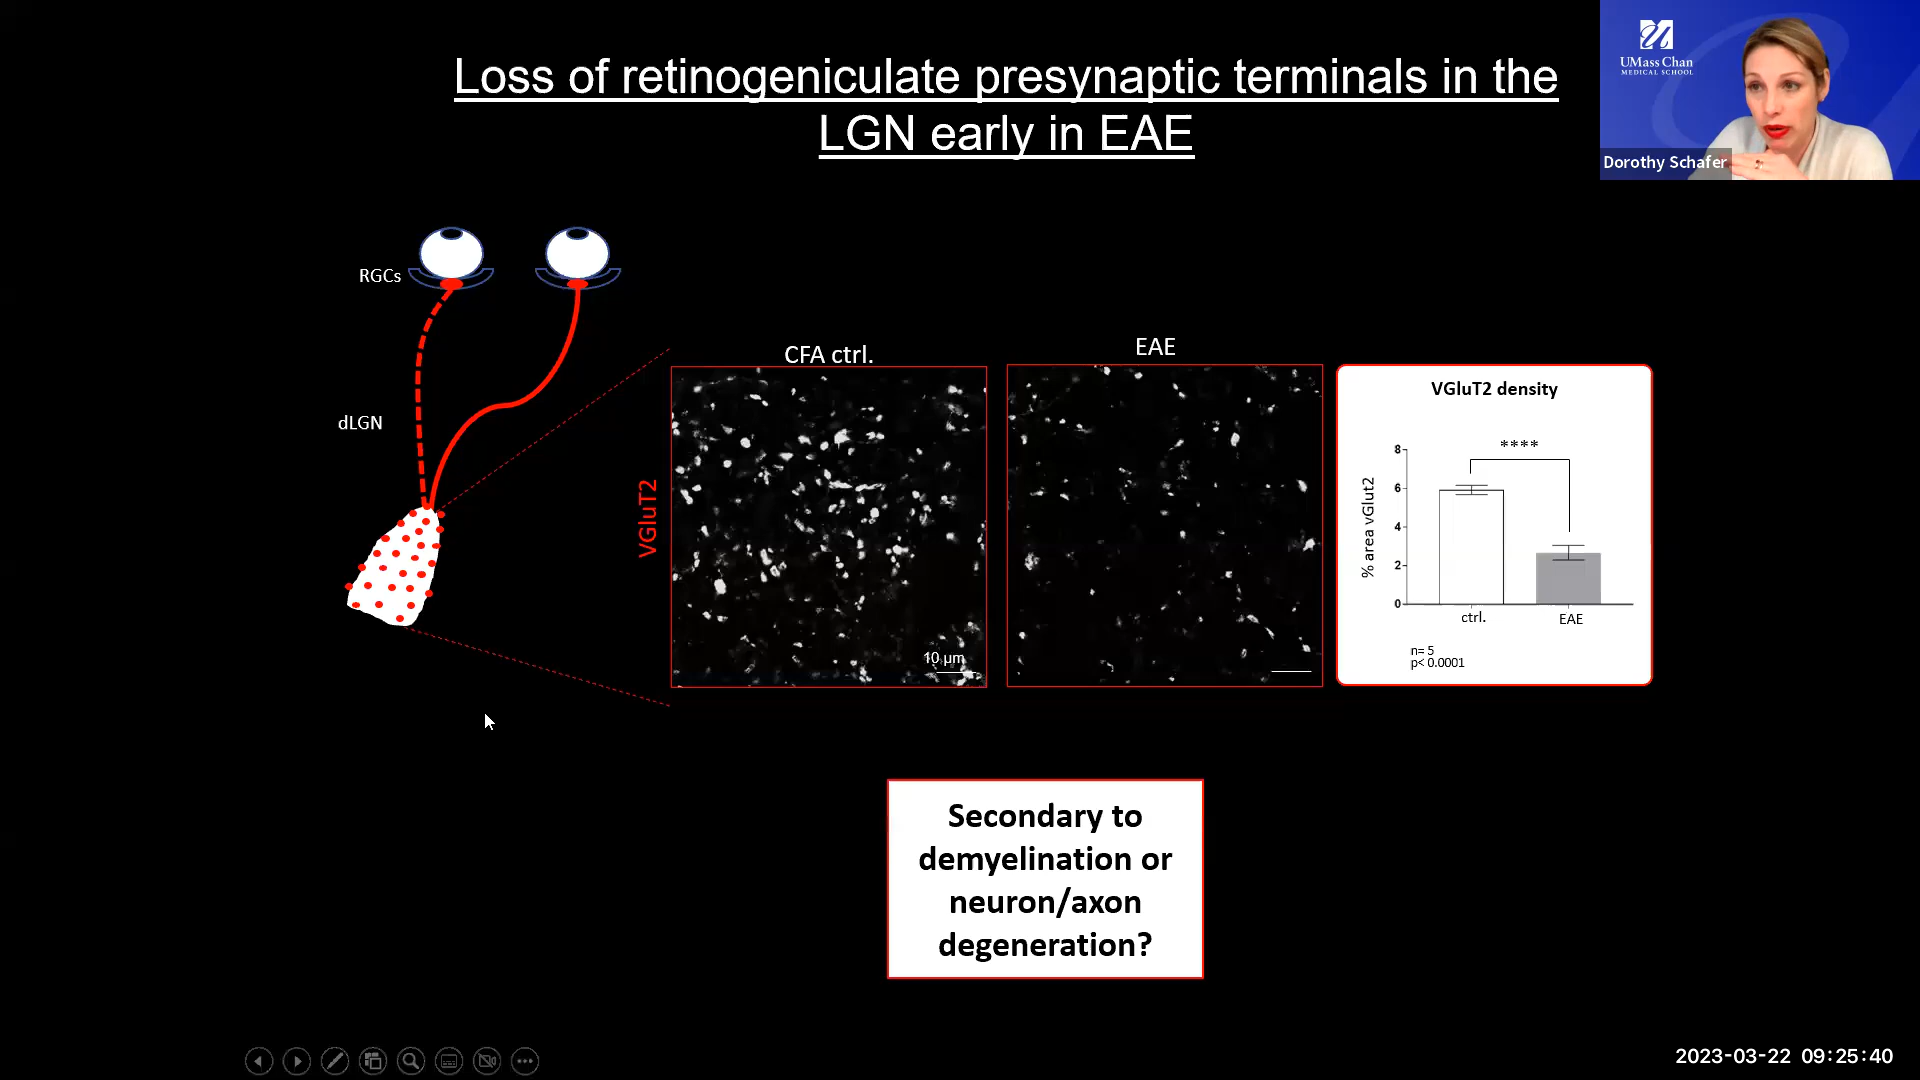 Loss of retinogeniculate presynaptic terminals in the
LGN early in EAE
UMass Chan
MEDICAL SCHOOL
Dorothy Schafer
RGCs
dLGN
VGluT2
CFA ctrl.
10 µm
EAE
VGluT2 density
****
% area vGlut2
8
6
4
2
0
ctrl.
EAE
n= 5
p< 0.0001
Secondary to
demyelination or
neuron/axon
degeneration?
2023-03-22 09:25:40